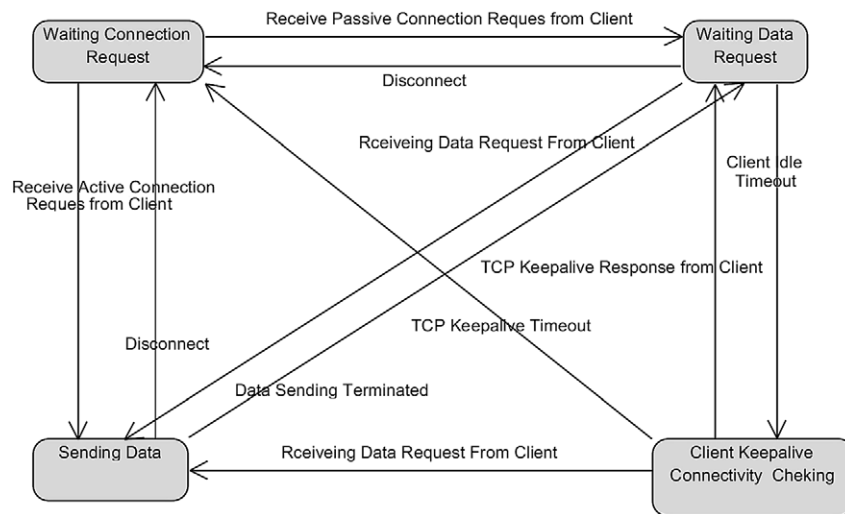 Receive Passive Connection Reques from Client
Waiting Connection
Request
Waiting Data
Request
Disconnect
Rceiveing Data Request From Client
Client Idle
Timeout
Receive Active Connection
Reques from Client
TCP Keepalive Response from Client
TCP Keepalive Timeout
Disconnect
Data Sending Terminated
Sending Data
Rceiveing Data Request From Client
Client Keepalive
Connectivity Cheking